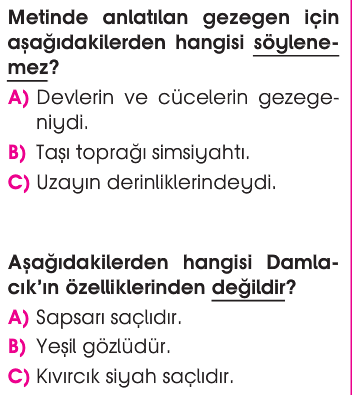 Metinde anlatılan gezegen için
aşağıdakilerden hangisi söylene-
mez?
A) Devlerin ve cücelerin gezege-
niydi.
B) Taşı toprağı simsiyahtı.
C) Uzayın derinliklerindeydi.
Aşağıdakilerden hangisi Damla-
cık'ın özelliklerinden değildir?
A) Sapsarı saçlıdır.
B) Yeşil gözlüdür.
C) Kıvırcık siyah saçlıdır.